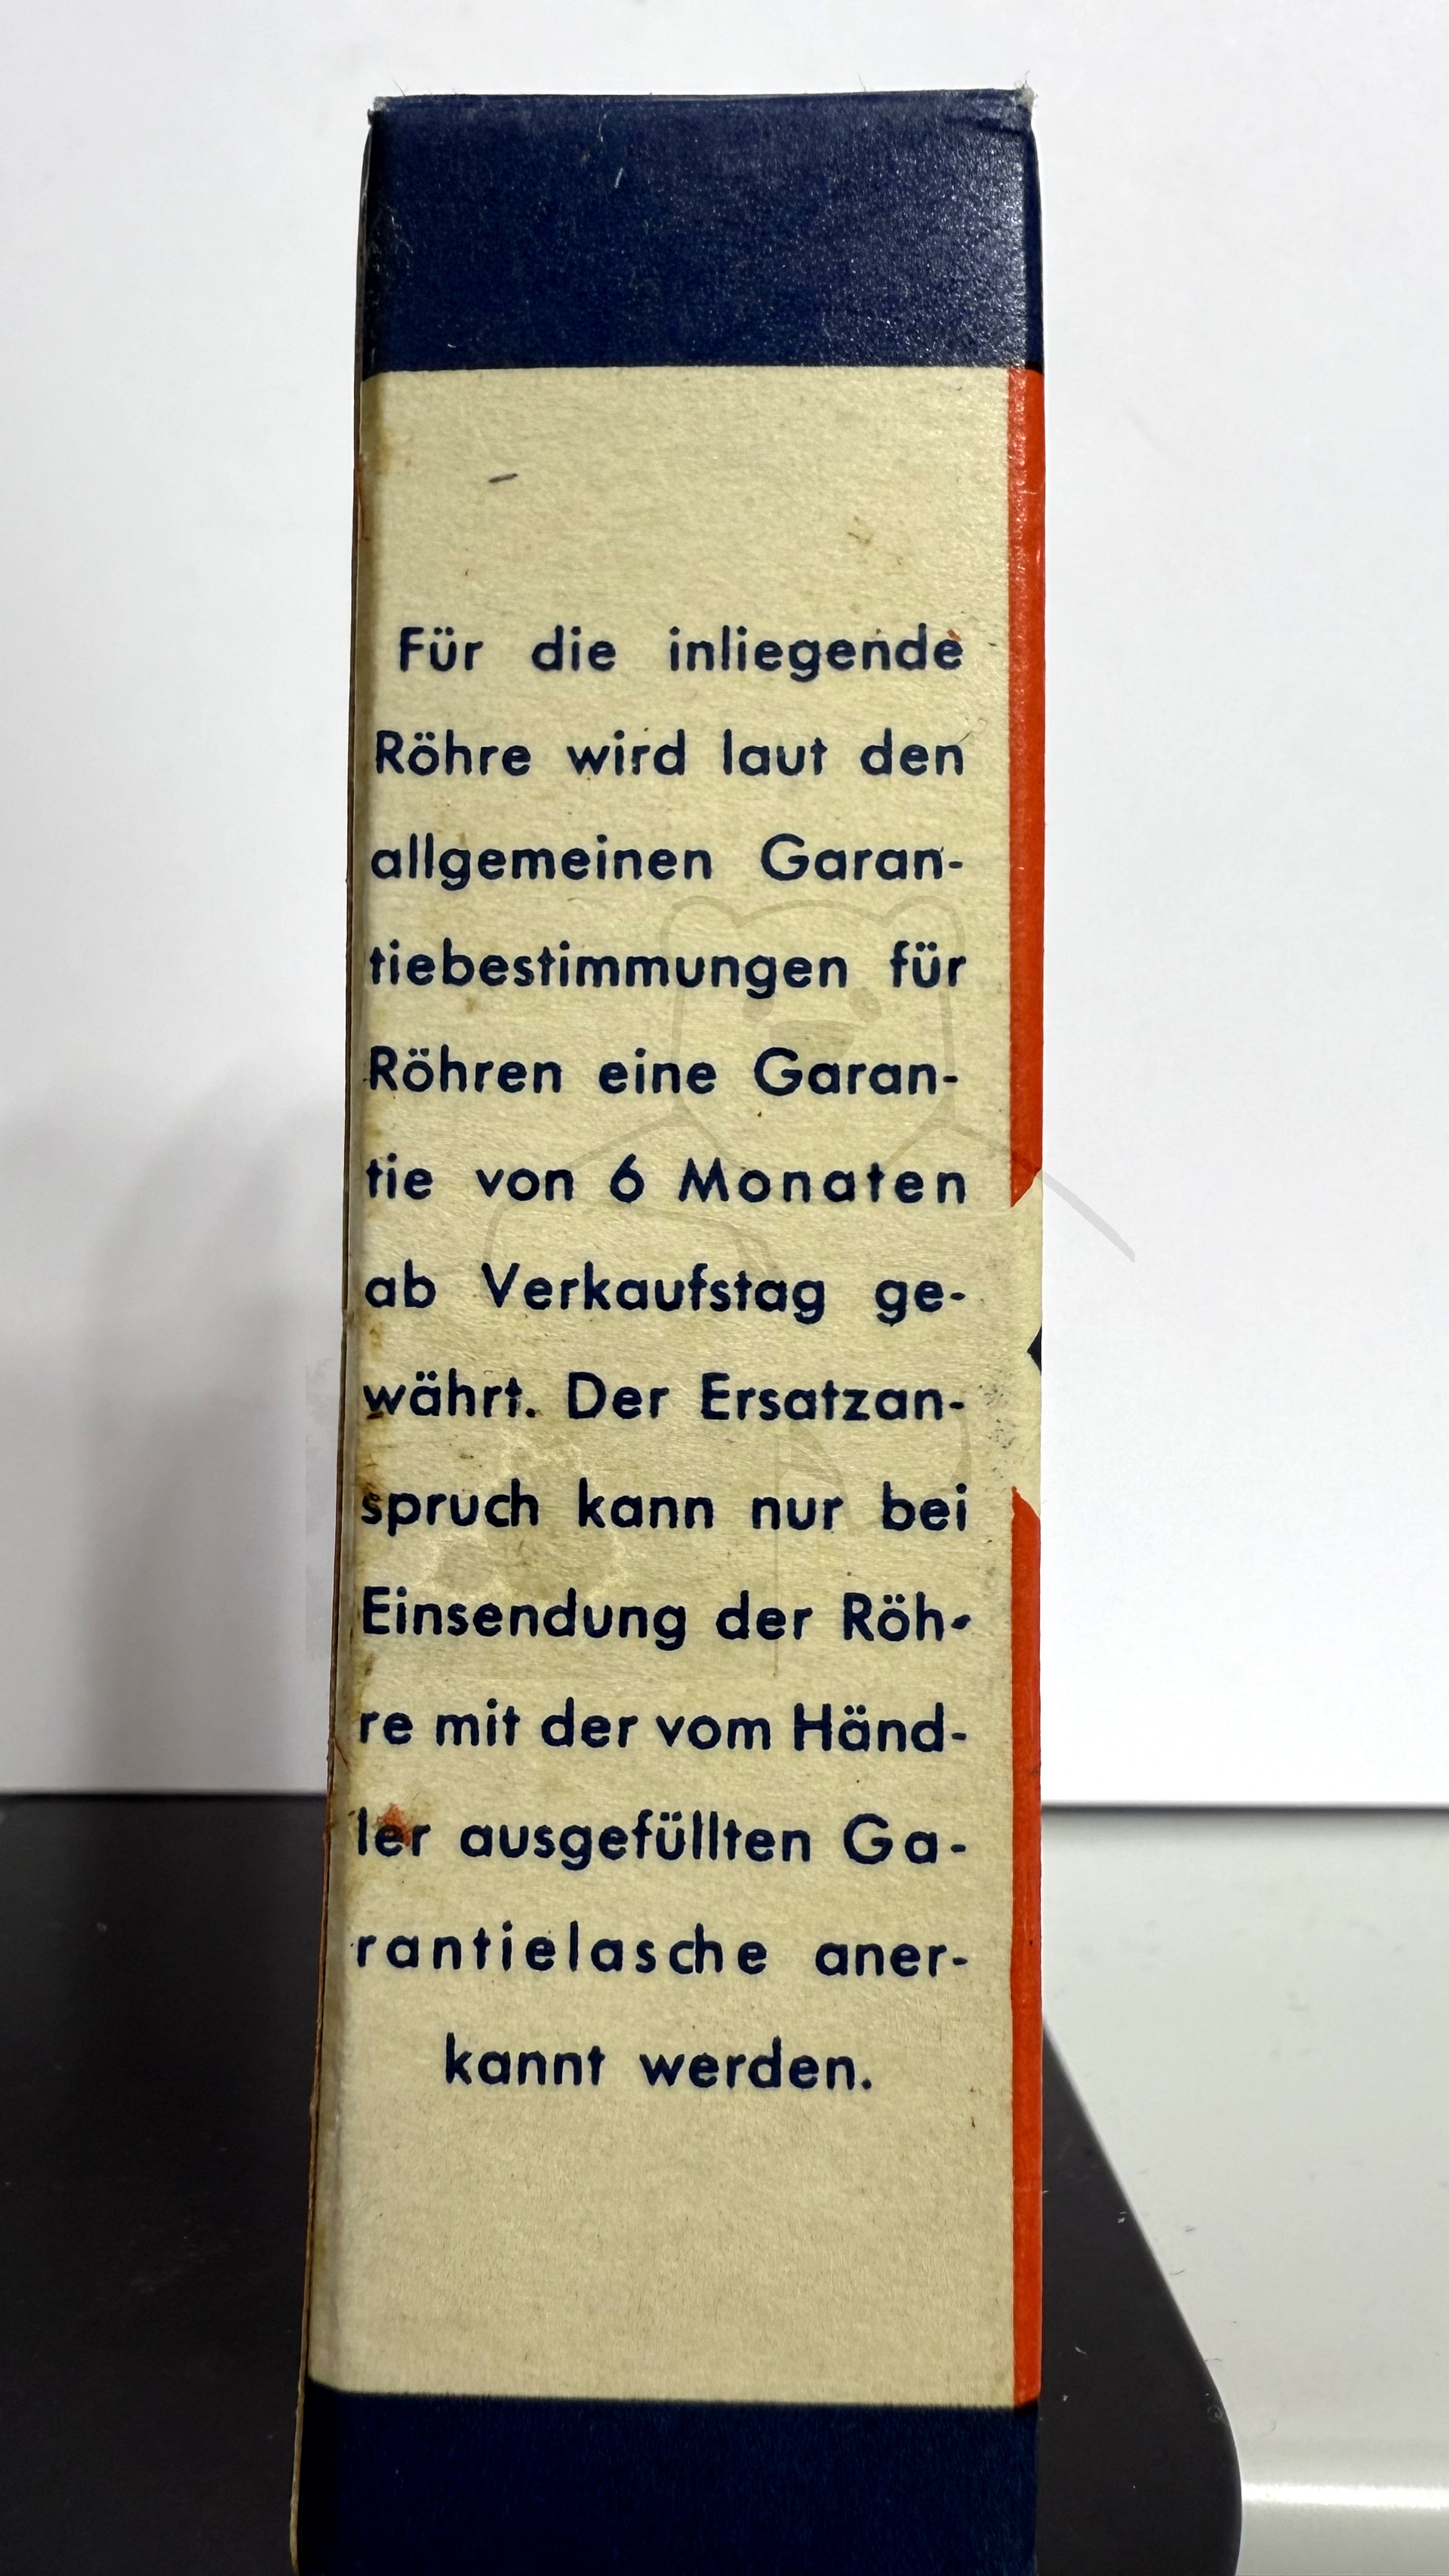 Für die inliegende
Röhre wird laut den
allgemeinen Garan-
tiebestimmungen für
Röhren eine Garan-
tie von 6 Monaten
ab Verkaufstag ge-
währt. Der Ersatzan-
spruch kann nur bei
Einsendung der Röh-
re mit der vom Händ-
ler ausgefüllten Ga-
rantielasche aner-
kannt werden.